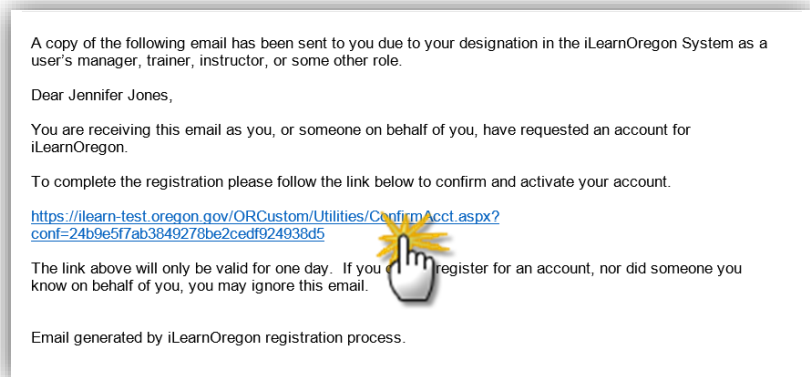 A copy of the following email has been sent to you due to your designation in the iLearnOregon System as a
user's manager, trainer, instructor, or some other role.
Dear Jennifer Jones,
You are receiving this email as you, or someone on behalf of you, have requested an account for
iLearnOregon.
To complete the registration please follow the link below to confirm and activate your account.
https://ilearn-test.oregon.gov/ORCustom/Utilities/ConfirmAcct.aspx?
conf=24b9e5f7ab3849278be2cedf924938d5
The link above will only be valid for one day.  If you register for an account, nor did someone you
know on behalf of you, you may ignore this email.
Email generated by iLearnOregon registration process.